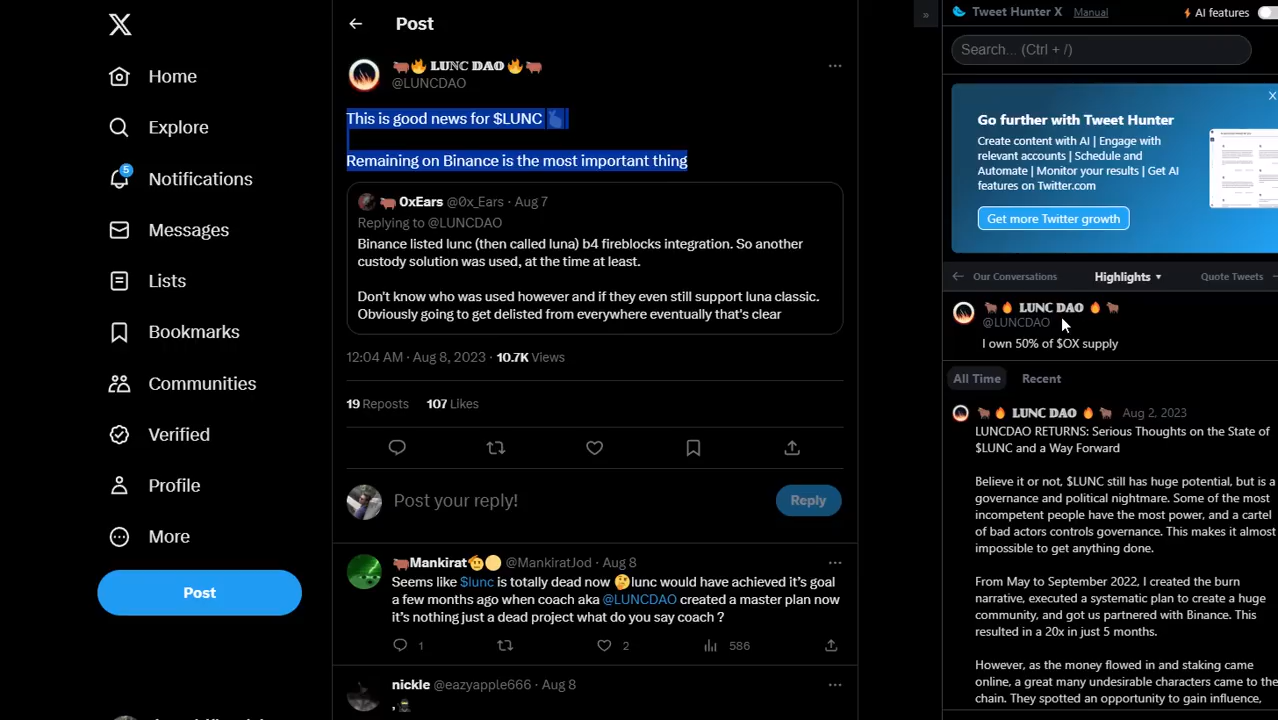 Home
Explore
5
Notifications
Messages
Lists
Bookmarks
Communities
Verified
Profile
More
Post
Post
LUNC DAO
@LUNCDAO
This is good news for $LUNC
Remaining on Binance is the most important thing
0xEars @0x_Ears · Aug 7
Replying to @LUNCDAO
Binance listed lunc (then called luna) b4 fireblocks integration. So another
custody solution was used, at the time at least.
Don't know who was used however and if they even still support luna classic.
Obviously going to get delisted from everywhere eventually that's clear
12:04 AM · Aug 8, 2023 · 10.7K Views
19 Reposts 107 Likes
Post your reply!
Reply
Mankirat @MankiratJod · Aug 8
Seems like $lunc is totally dead now 🤔lunc would have achieved it's goal
a few months ago when coach aka @LUNCDAO created a master plan now
it's nothing just a dead project what do you say coach ?
1 2 586
nickle @eazyapple666 · Aug 8
,
»
Tweet Hunter X Manual
AI features
Search... (Ctrl + /)
X
Go further with Tweet Hunter
Create content with AI | Engage with
relevant accounts | Schedule and
Automate | Monitor your results | Get AI
features on Twitter.com
Get more Twitter growth
Our Conversations Highlights Quote Tweets
LUNC DAO
@LUNCDAO
I own 50% of $OX supply
All Time Recent
LUNC DAO Aug 2, 2023
LUNCDAO RETURNS: Serious Thoughts on the State of
$LUNC and a Way Forward
Believe it or not, $LUNC still has huge potential, but is a
governance and political nightmare. Some of the most
incompetent people have the most power, and a cartel
of bad actors controls governance. This makes it almost
impossible to get anything done.
From May to September 2022, I created the burn
narrative, executed a systematic plan to create a huge
community, and got us partnered with Binance. This
resulted in a 20x in just 5 months.
However, as the money flowed in and staking came
online, a great many undesirable characters came to the
chain. They spotted an opportunity to gain influence,